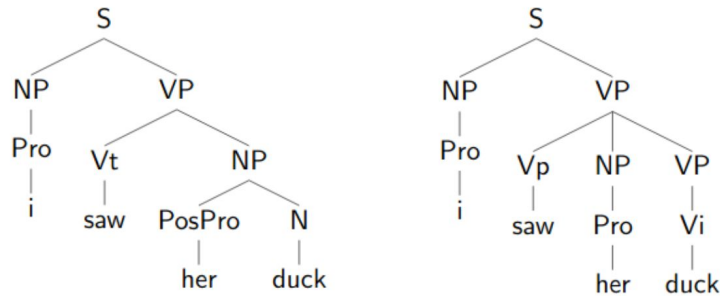 S S
NP VP NP VP
Pro Vt NP Pro Vp NP VP
i saw PosPro N i saw Pro Vi
her duck her duck